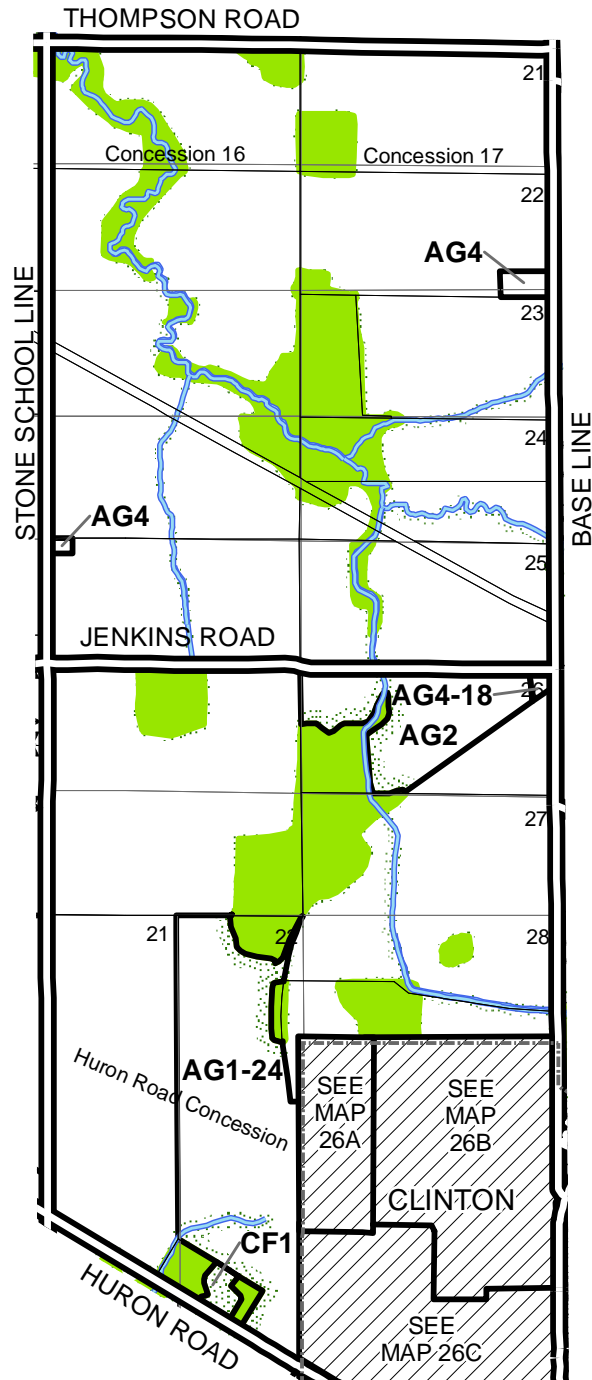 THOMPSON ROAD
21
Concession 16
Concession 17
22
AG4
23
STONE SCHOOL LINE
BASE LINE
24
AG4
25
JENKINS ROAD
AG4-18
26
AG2
27
21
22
28
AG1-24
Huron Road Concession
SEE
MAP
26A
SEE
MAP
26B
CLINTON
CF1
HURON ROAD
SEE
MAP 26C